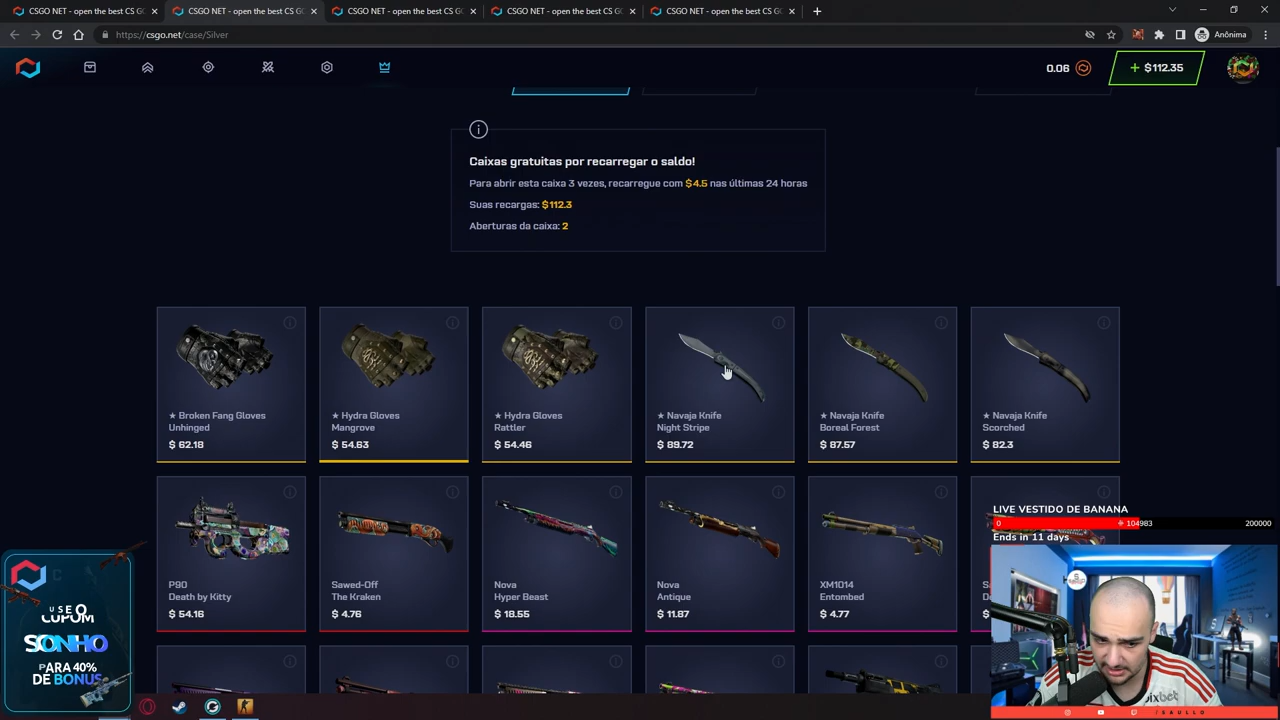 CSGO NET - open the best CS GO
CSGO NET - open the best CS GO
CSGO NET - open the best CS GO
CSGO NET - open the best CS GO
CSGO NET - open the best CS GO
https://csgo.net/case/Silver
Anônima
0.06
+ $112.35
Caixas gratuitas por recarregar o saldo!
Para abrir esta caixa 3 vezes, recarregue com $4.5 nas últimas 24 horas
Suas recargas: $112.3
Aberturas da caixa: 2
★ Broken Fang Gloves
Unhinged
$ 62.18
★ Hydra Gloves
Mangrove
$ 54.63
★ Hydra Gloves
Rattler
$ 54.46
★ Navaja Knife
Night Stripe
$ 89.72
★ Navaja Knife
Boreal Forest
$ 87.57
★ Navaja Knife
Scorched
$ 82.3
P90
Death by Kitty
$ 54.16
Sawed-Off
The Kraken
$ 4.76
Nova
Hyper Beast
$ 18.55
Nova
Antique
$ 11.87
XM1014
Entombed
$ 4.77
LIVE VESTIDO DE BANANA
0
104983
200000
Ends in 11 days
USE O
CUPOM
SONHO
PARA 40%
DE BONUS
pixbet
/SAULLO